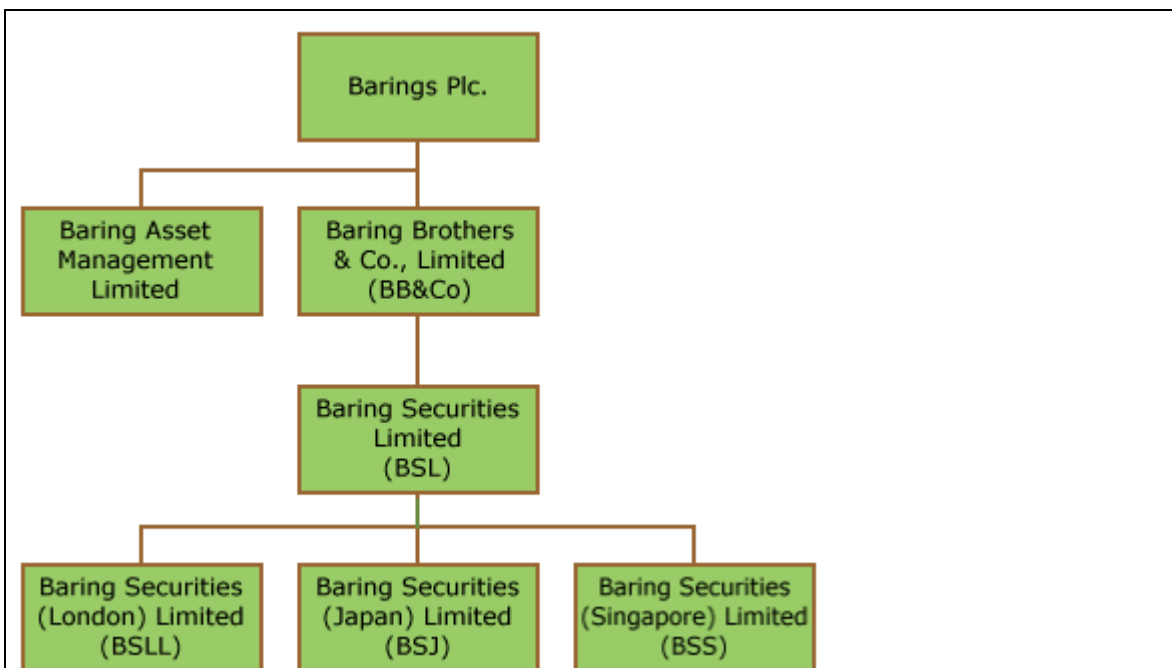 Barings Plc.
Baring Asset
Management
Limited
Baring Brothers
& Co., Limited
(BB&Co)
Baring Securities
Limited
(BSL)
Baring Securities
(London) Limited
(BSLL)
Baring Securities
(Japan) Limited
(BSJ)
Baring Securities
(Singapore) Limited
(BSS)